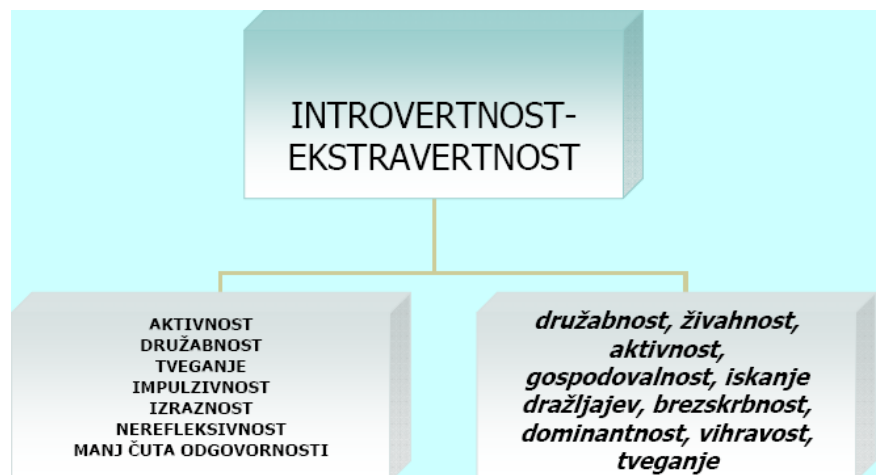 INTROVERTNOST-
EKSTRAVERTNOST
AKTIVNOST
DRUŽABNOST
TVEGANJE
IMPULZIVNOST
IZRAZNOST
NEREFLEKSIVNOST
MANJ ČUTA ODGOVORNOSTI
družabnost, živahnost,
aktivnost,
gospodovalnost, iskanje
dražljajev, brezskrbnost,
dominantnost, vihravost,
tveganje